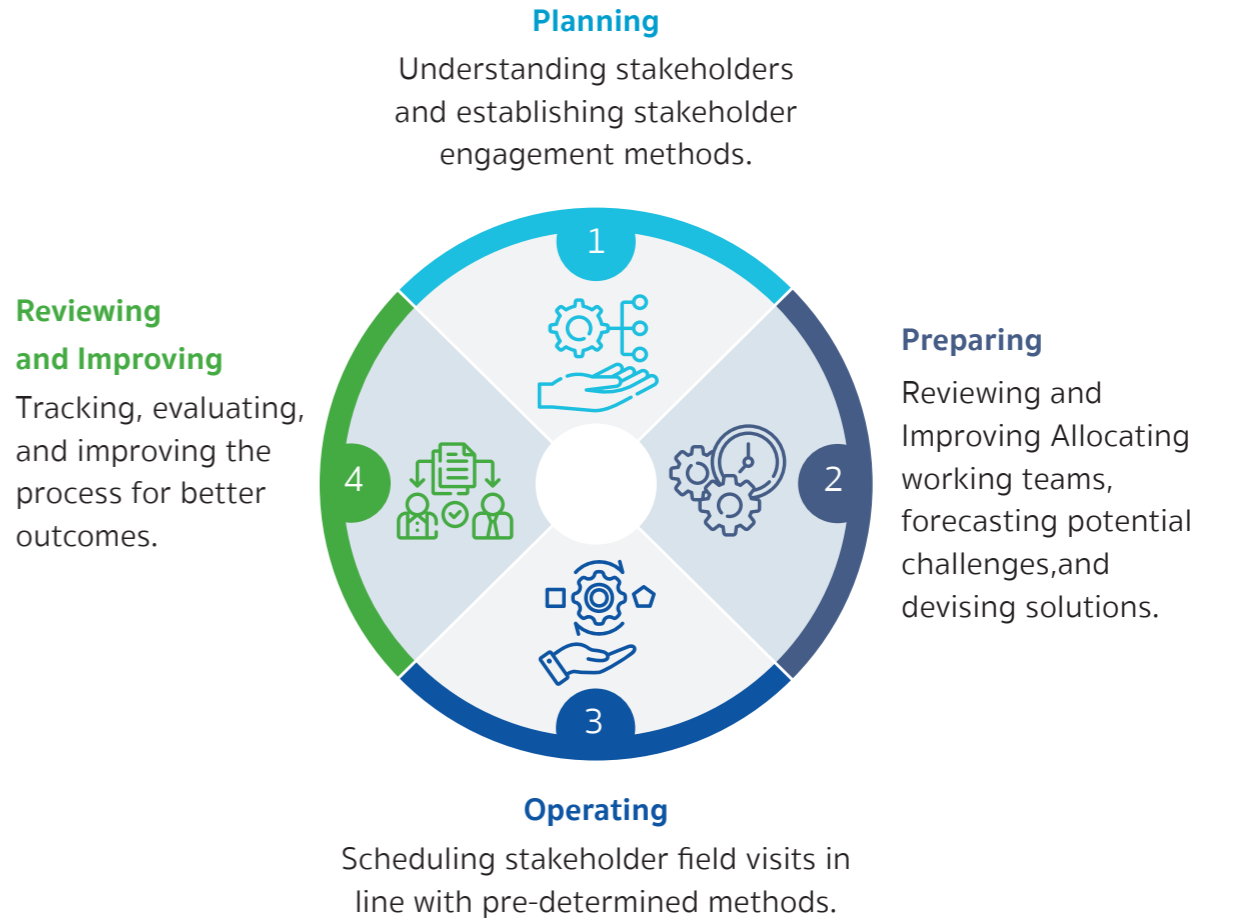 Planning
Understanding stakeholders
and establishing stakeholder
engagement methods.
1
Preparing
Reviewing and
Improving Allocating
working teams,
forecasting potential
challenges,and
devising solutions.
2
3
Operating
Scheduling stakeholder field visits in
line with pre-determined methods.
Reviewing
and Improving
Tracking, evaluating,
and improving the
process for better
outcomes.
4